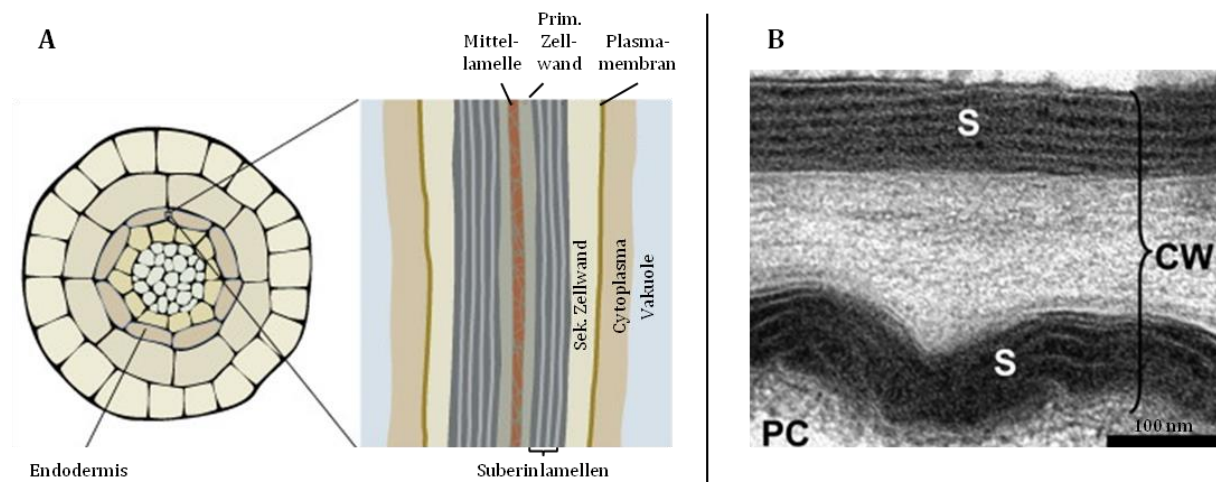 A
Mittel-
lamelle
Prim.
Zell-
wand
Plasma-
membran
Sek. Zellwand
Cytoplasma
Vakuole
Endodermis
Suberinlamellen
B
S
CW
S
PC
100 nm